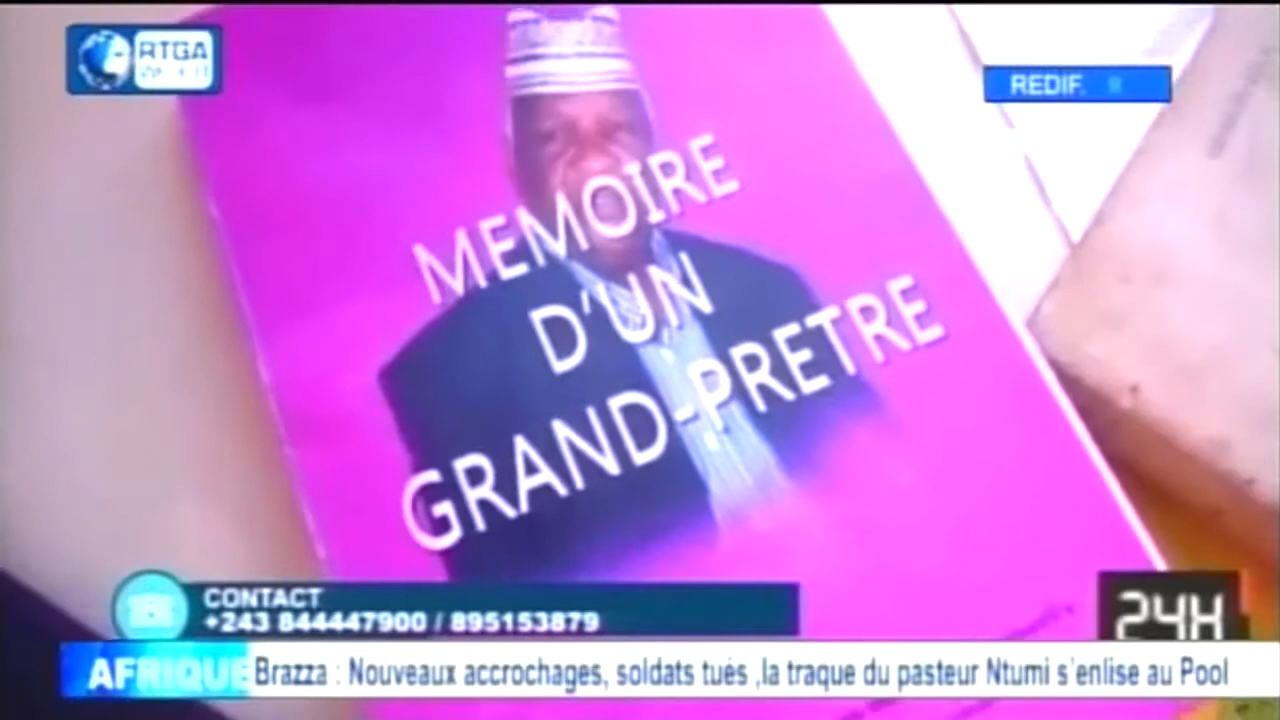 RTGA
WORLD
REDIF.
MEMOIRE
D'UN
GRAND-PRETRE
CONTACT
+243 844447900 / 895153879
24H
AFRIQUE
Brazza : Nouveaux accrochages, soldats tués ,la traque du pasteur Ntumi s'enlise au Pool